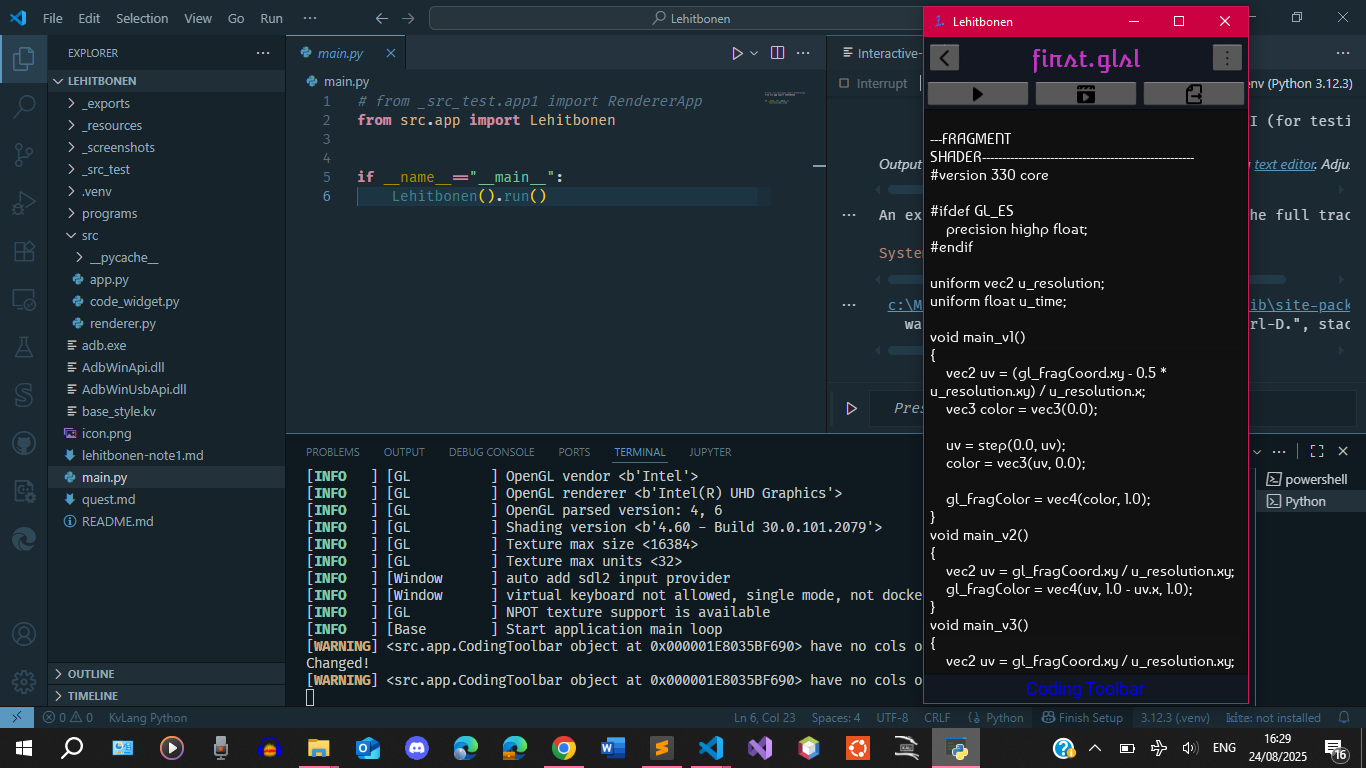 File Edit Selection View Go Run ··· Lehitbonen
EXPLORER
LEHITBONEN
_exports
_resources
_screenshots
_src_test
.venv
programs
src
__pycache__
app.py
code_widget.py
renderer.py
adb.exe
AdbWinApi.dll
AdbWinUsbApi.dll
base_style.kv
icon.png
lehitbonen-note1.md
main.py
quest.md
README.md
OUTLINE
TIMELINE
main.py
main.py
1 # from _src_test.app1 import RendererApp
2 from src.app import Lehitbonen
3
4
5 if __name__=="__main__":
6 Lehitbonen().run()
Interactive-
Interrupt
env (Python 3.12.3)
I (for testi
Output
text editor. Adju
An ex
he full trac
System
c:\M
ib\site-pack
wa
rl-D.", stac
Pres
PROBLEMS OUTPUT DEBUG CONSOLE PORTS TERMINAL JUPYTER
[INFO ] [GL ] OpenGL vendor <b'Intel'>
[INFO ] [GL ] OpenGL renderer <b'Intel(R) UHD Graphics'>
[INFO ] [GL ] OpenGL parsed version: 4, 6
[INFO ] [GL ] Shading version <b'4.60 - Build 30.0.101.2079'>
[INFO ] [GL ] Texture max size <16384>
[INFO ] [GL ] Texture max units <32>
[INFO ] [Window ] auto add sdl2 input provider
[INFO ] [Window ] virtual keyboard not allowed, single mode, not docke
[INFO ] [GL ] NPOT texture support is available
[INFO ] [Base ] Start application main loop
[WARNING] <src.app.CodingToolbar object at 0x000001E8035BF690> have no cols o
Changed!
[WARNING] <src.app.CodingToolbar object at 0x000001E8035BF690> have no cols o
powershell
Python
Lehitbonen
first.glsl
---FRAGMENT
SHADER-----------------------------------------------------
#version 330 core
#ifdef GL_ES
precision highp float;
#endif
uniform vec2 u_resolution;
uniform float u_time;
void main_v1()
{
vec2 uv = (gl_fragCoord.xy - 0.5 *
u_resolution.xy) / u_resolution.x;
vec3 color = vec3(0.0);
uv = step(0.0, uv);
color = vec3(uv, 0.0);
gl_fragColor = vec4(color, 1.0);
}
void main_v2()
{
vec2 uv = gl_fragCoord.xy / u_resolution.xy;
gl_fragColor = vec4(uv, 1.0 - uv.x, 1.0);
}
void main_v3()
{
vec2 uv = gl_fragCoord.xy / u_resolution.xy;
Coding Toolbar
0 0 KvLang Python Ln 6, Col 23 Spaces: 4 UTF-8 CRLF Python Finish Setup 3.12.3 (.venv) kite: not installed
ENG
16:29
24/08/2025
16